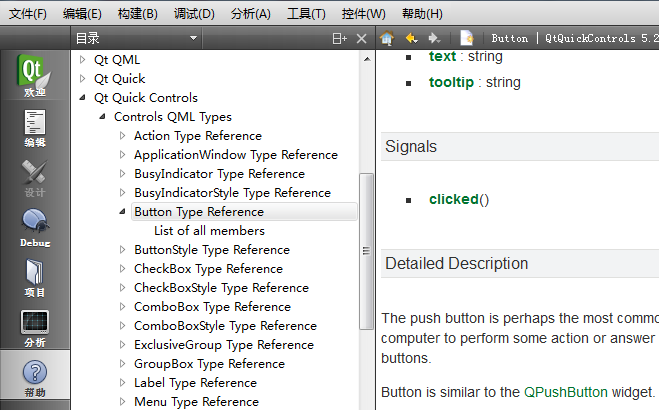 文件(F) 编辑(E) 构建(B) 调试(D) 分析(A) 工具(T) 控件(W) 帮助(H)
目录
Button | QtQuickControls 5.2
Qt
欢迎
编辑
设计
Debug
项目
分析
帮助
Qt QML
Qt Quick
Qt Quick Controls
Controls QML Types
Action Type Reference
ApplicationWindow Type Reference
BusyIndicator Type Reference
BusyIndicatorStyle Type Reference
Button Type Reference
List of all members
ButtonStyle Type Reference
CheckBox Type Reference
CheckBoxStyle Type Reference
ComboBox Type Reference
ComboBoxStyle Type Reference
ExclusiveGroup Type Reference
GroupBox Type Reference
Label Type Reference
Menu Type Reference
text : string
tooltip : string
Signals
clicked()
Detailed Description
The push button is perhaps the most commo
computer to perform some action or answer
buttons.
Button is similar to the QPushButton widget.